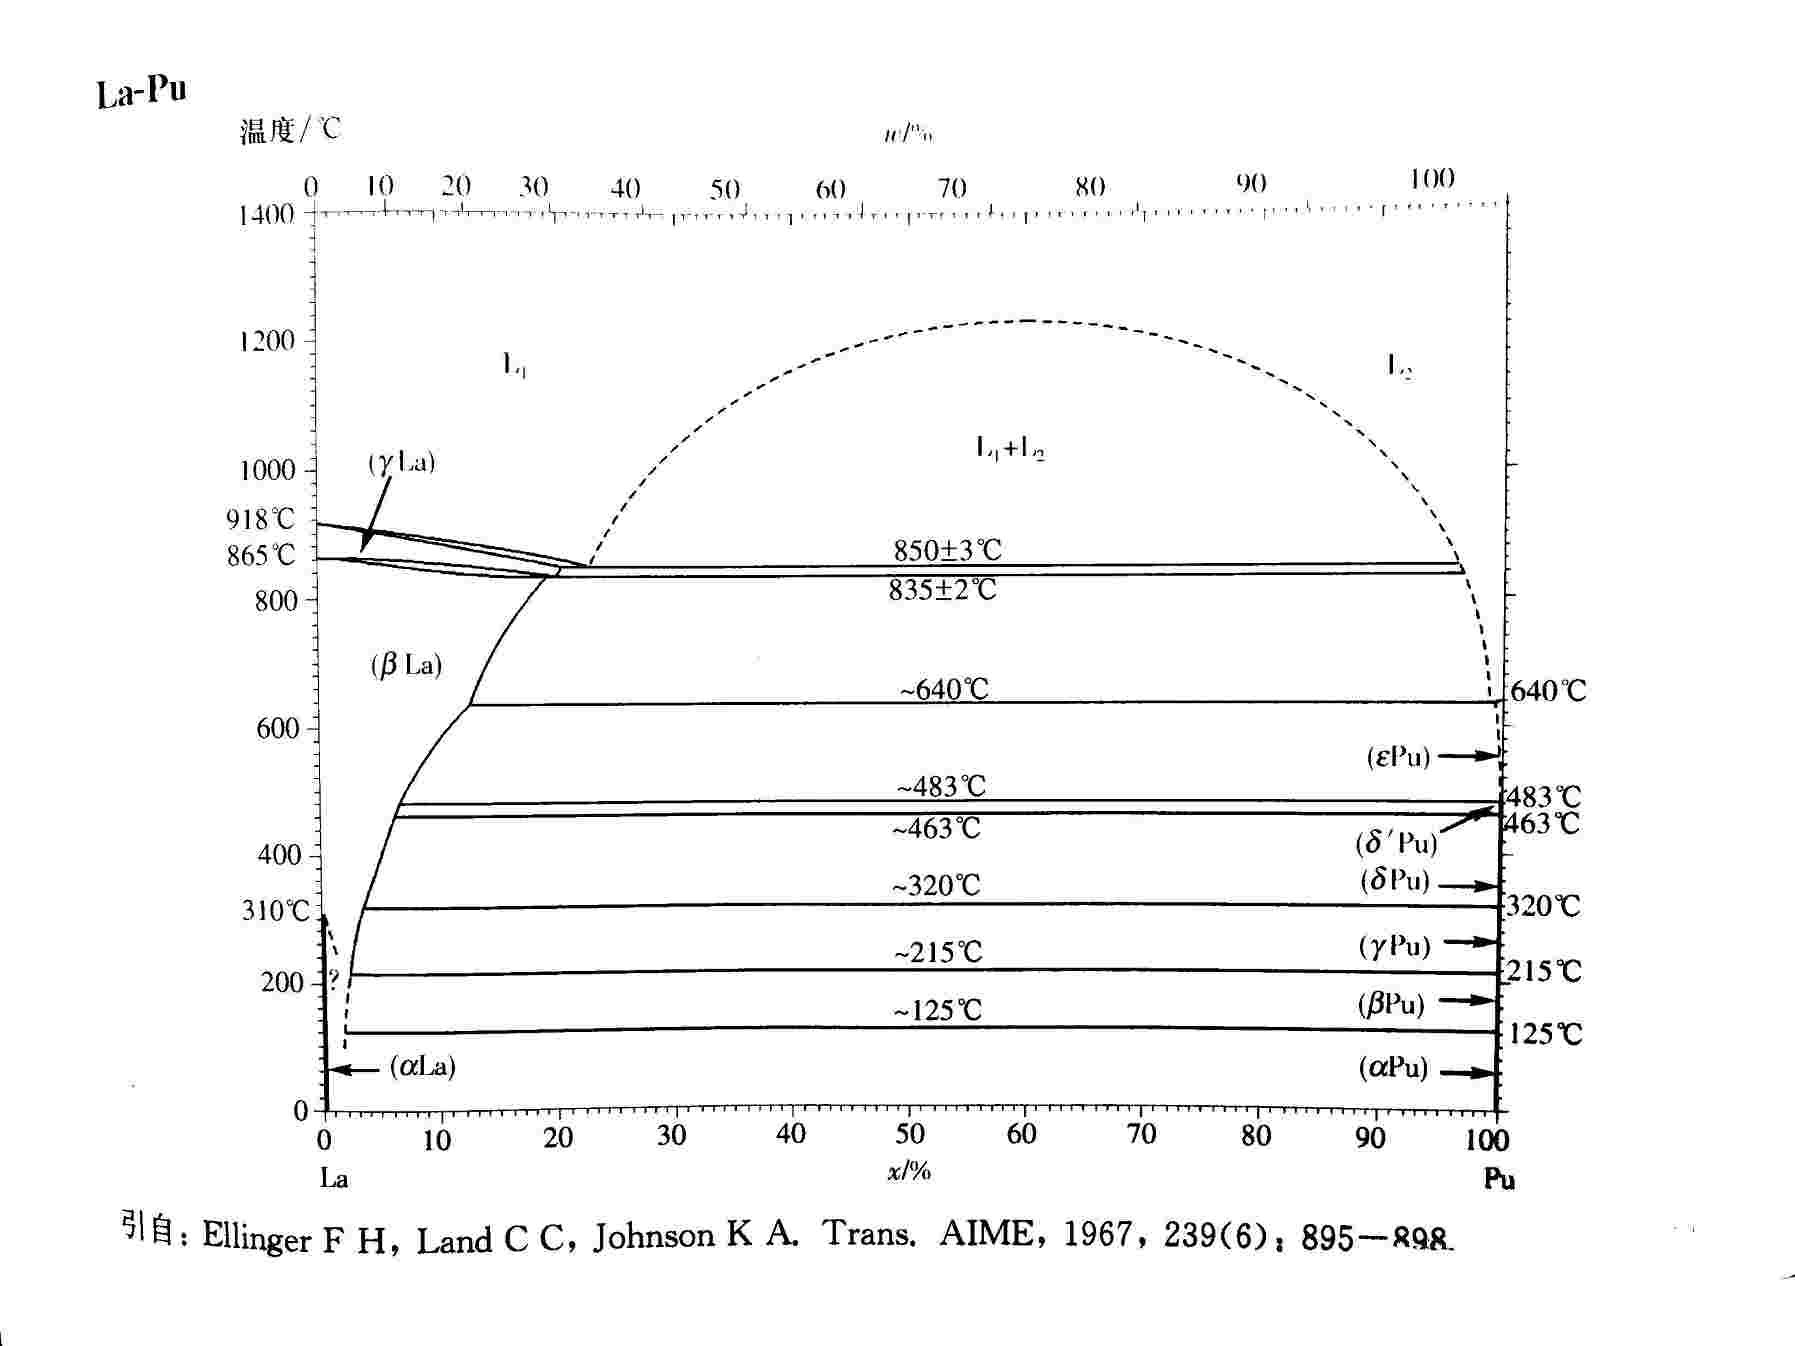 La-Pu
温度/℃
w/%
0 10 20 30 40 50 60 70 80 90 100
1400
1200
L₁ L₂
L₁+L₂
1000
(γLa)
918℃
865℃
850±3℃
835±2℃
800
(βLa)
~640℃ 640℃
600
(εPu)
~483℃ 483℃
~463℃ 463℃
(δ′Pu)
400
~320℃
(δPu)
310℃
320℃
~215℃
(γPu)
200
?
215℃
~125℃
(βPu)
125℃
(αLa)
(αPu)
0
0 10 20 30 40 50 60 70 80 90 100
La x/% Pu
引自: Ellinger F H, Land C C, Johnson K A. Trans. AIME, 1967, 239(6); 895—898.